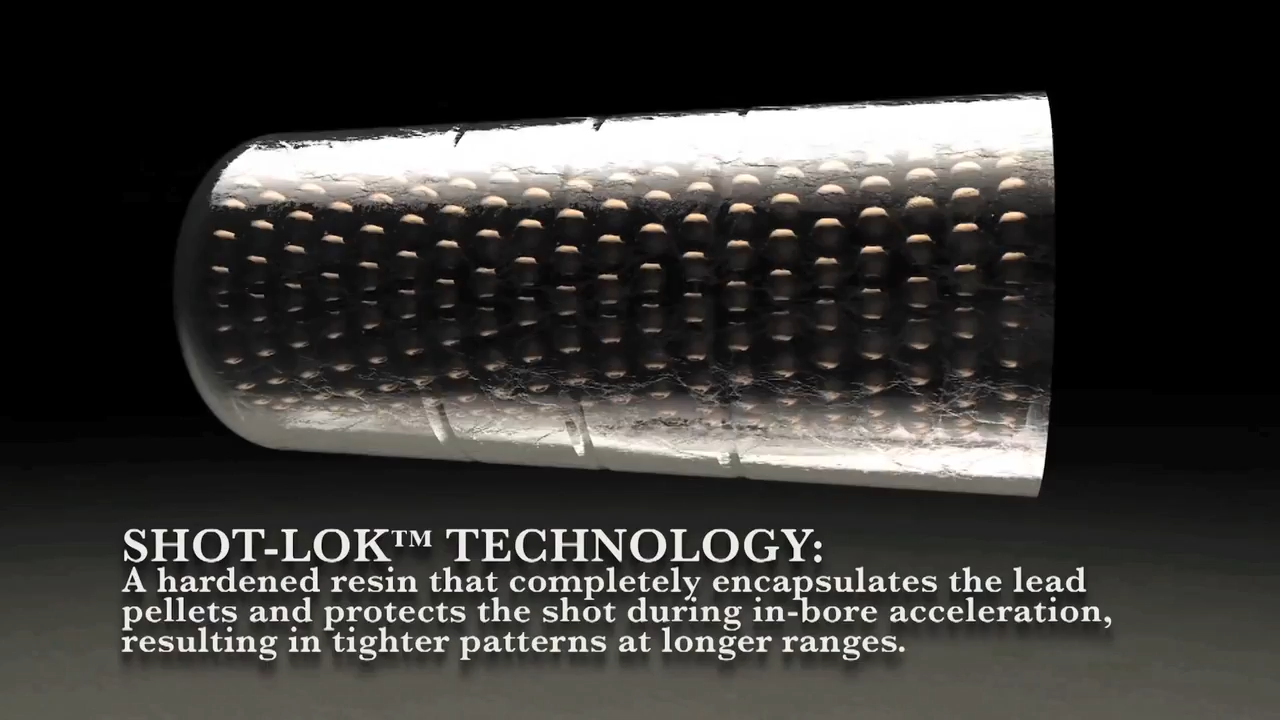 SHOT-LOK™ TECHNOLOGY:
A hardened resin that completely encapsulates the lead
pellets and protects the shot during in-bore acceleration,
resulting in tighter patterns at longer ranges.